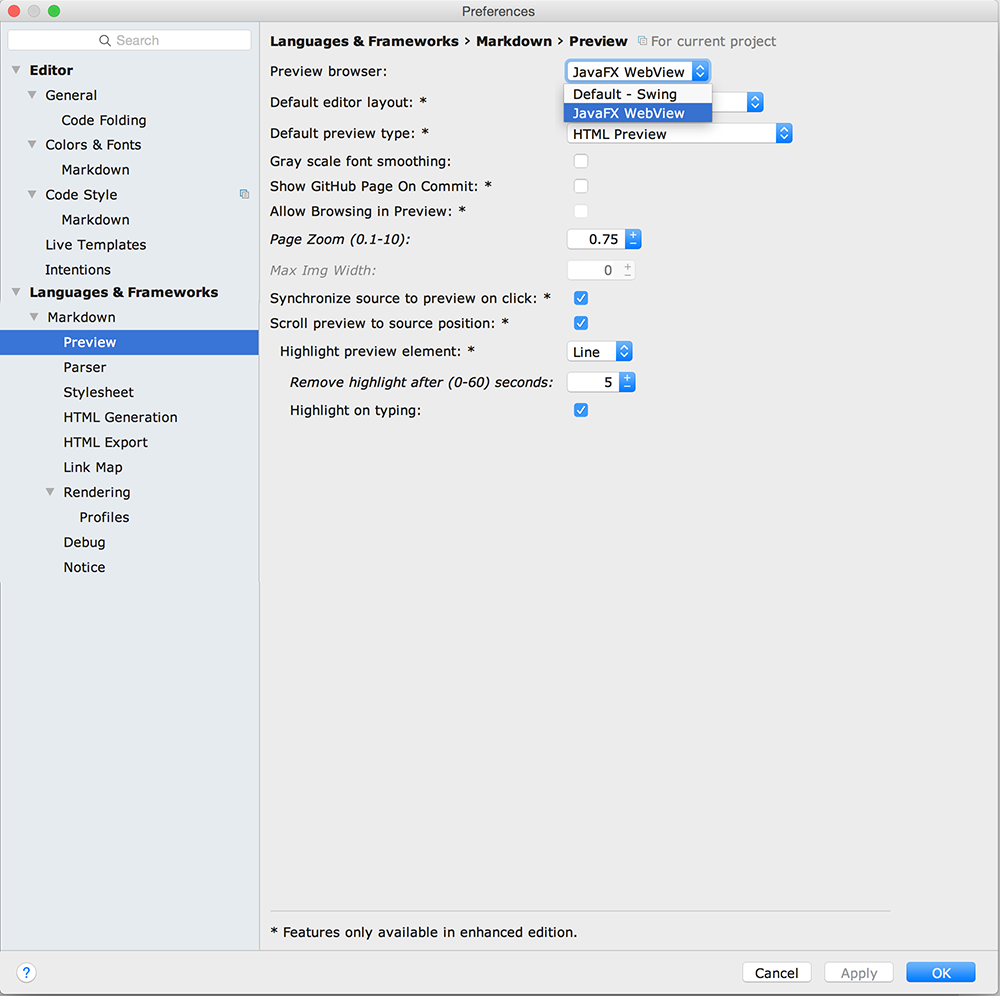 Preferences
Search
Editor
General
Code Folding
Colors & Fonts
Markdown
Code Style
Markdown
Live Templates
Intentions
Languages & Frameworks
Markdown
Preview
Parser
Stylesheet
HTML Generation
HTML Export
Link Map
Rendering
Profiles
Debug
Notice
Languages & Frameworks › Markdown › Preview For current project
Preview browser: JavaFX WebView
Default - Swing
JavaFX WebView
Default editor layout: *
Default preview type: * HTML Preview
Gray scale font smoothing:
Show GitHub Page On Commit: *
Allow Browsing in Preview: *
Page Zoom (0.1-10): 0.75
Max Img Width: 0
Synchronize source to preview on click: *
Scroll preview to source position: *
Highlight preview element: * Line
Remove highlight after (0-60) seconds: 5
Highlight on typing:
* Features only available in enhanced edition.
? Cancel Apply OK